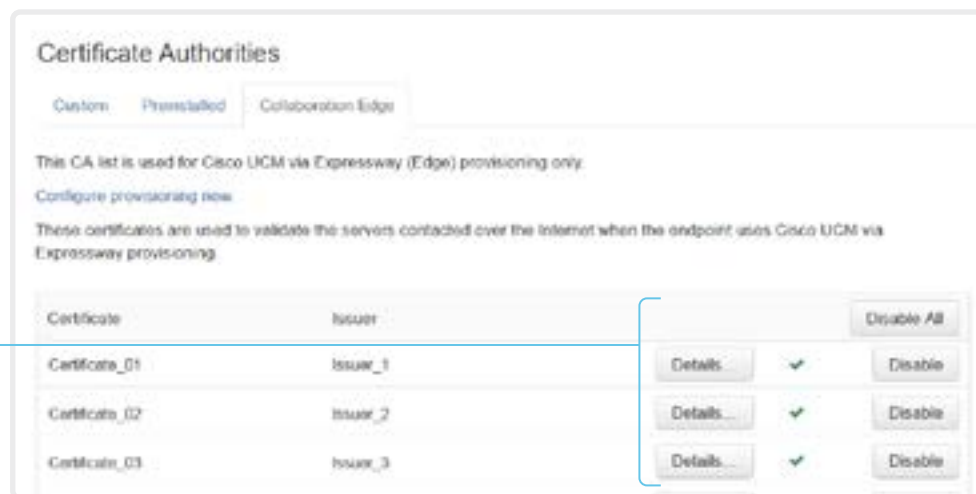 Certificate Authorities
Custom Preinstalled Collaboration Edge
This CA list is used for Cisco UCM via Expressway (Edge) provisioning only.
Configure provisioning now.
These certificates are used to validate the servers contacted over the Internet when the endpoint uses Cisco UCM via
Expressway provisioning.
Certificate Issuer Disable All
Certificate_01 Issuer_1 Details... ✔ Disable
Certificate_02 Issuer_2 Details... ✔ Disable
Certificate_03 Issuer_3 Details... ✔ Disable